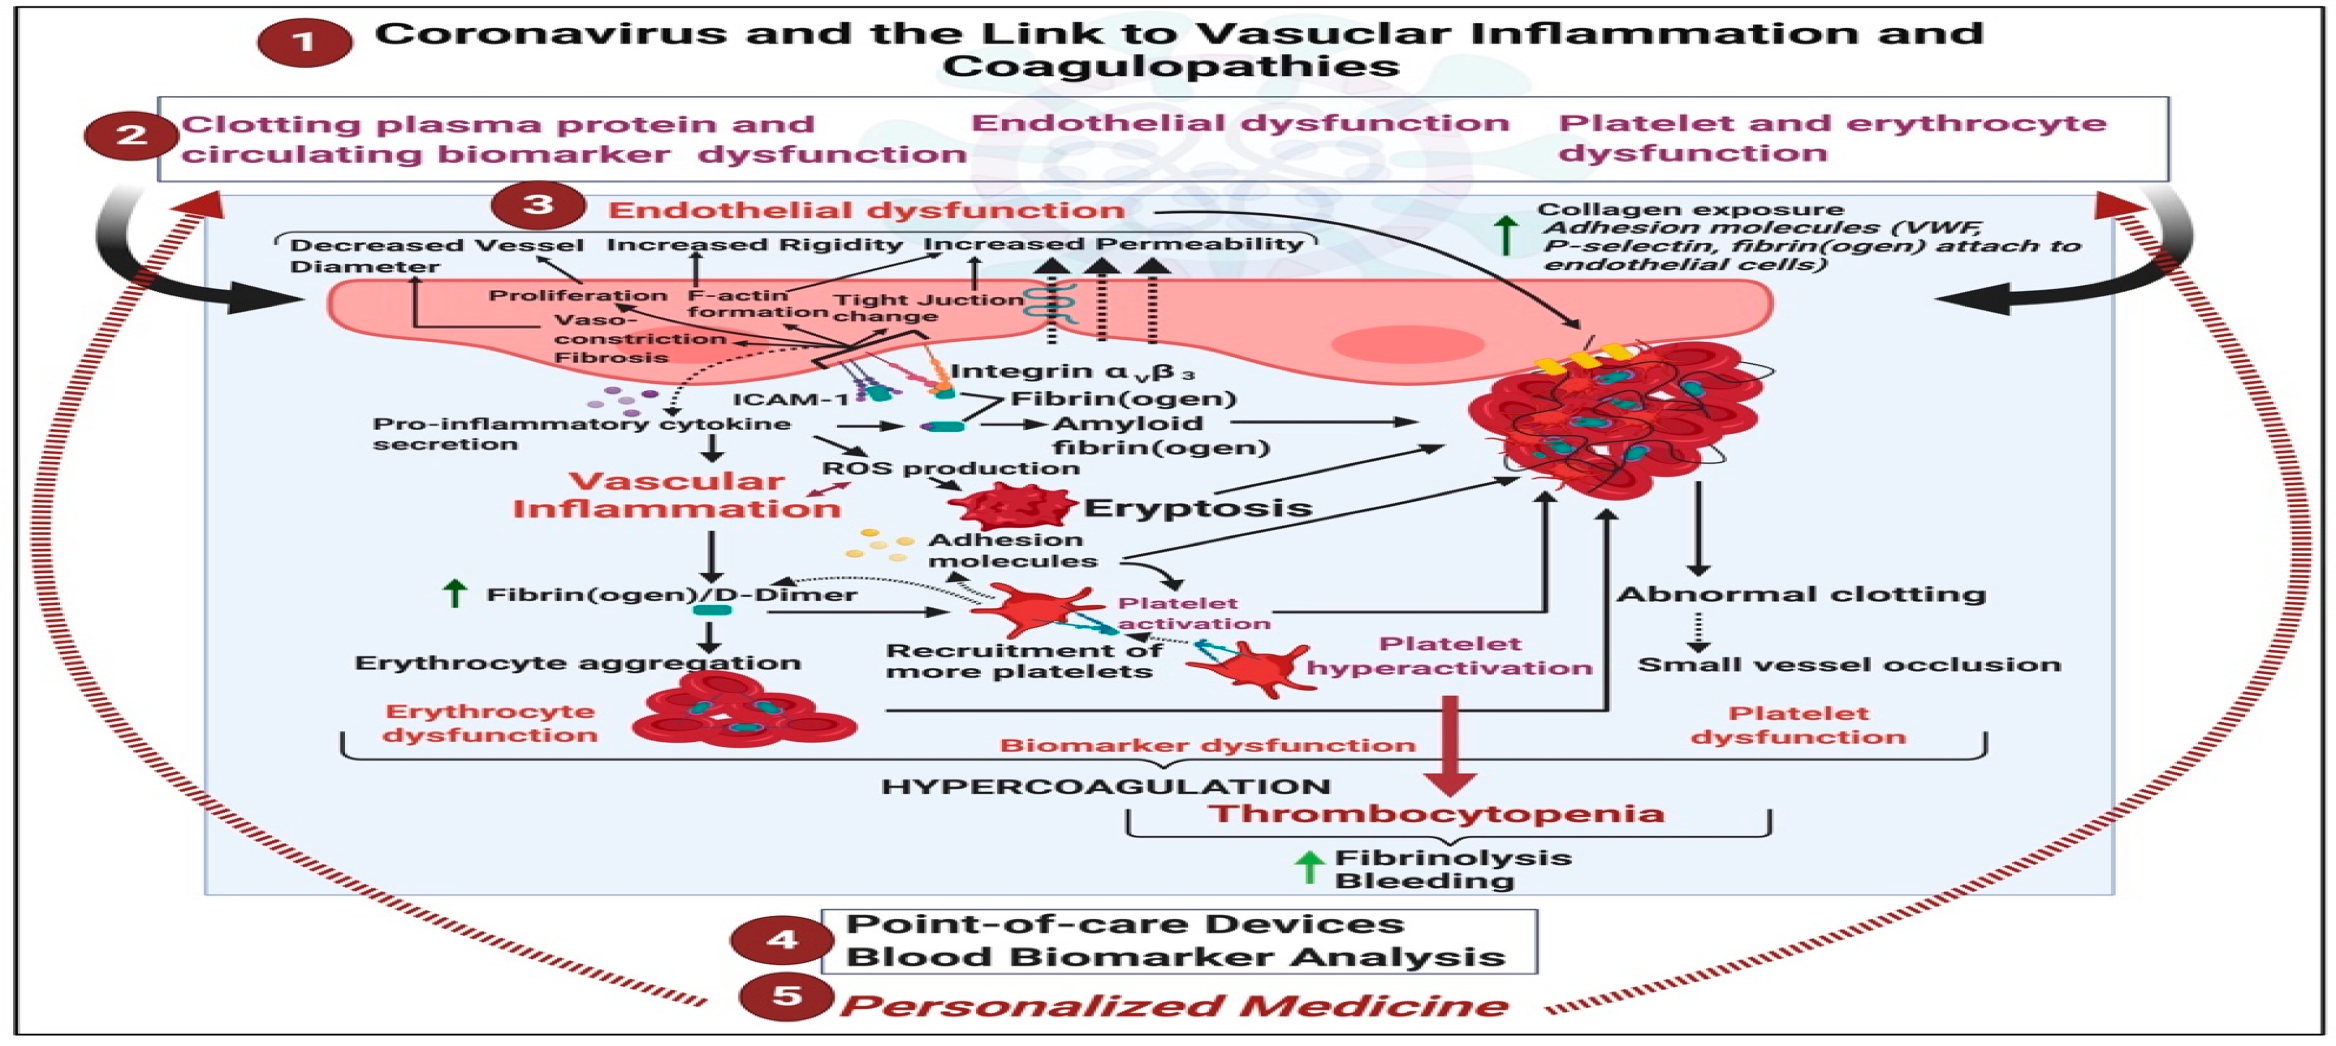 1
Coronavirus and the Link to Vasuclar Inflammation and
Coagulopathies
2
Clotting plasma protein and
circulating biomarker dysfunction
Endothelial dysfunction
Platelet and erythrocyte
dysfunction
3
Endothelial dysfunction
Decreased Vessel
Diameter
Increased Rigidity
Increased Permeability
Collagen exposure
Adhesion molecules (VWF,
P-selectin, fibrin(ogen) attach to
endothelial cells)
Proliferation
F-actin
formation
Tight Juction
change
Vaso-
constriction
Fibrosis
Integrin α v β 3
ICAM-1
Fibrin(ogen)
Pro-inflammatory cytokine
secretion
Amyloid
fibrin(ogen)
ROS production
Vascular
Inflammation
Eryptosis
Adhesion
molecules
Fibrin(ogen)/D-Dimer
Platelet
activation
Abnormal clotting
Recruitment of
more platelets
Platelet
hyperactivation
Small vessel occlusion
Erythrocyte aggregation
Erythrocyte
dysfunction
Biomarker dysfunction
Platelet
dysfunction
HYPERCOAGULATION
Thrombocytopenia
Fibrinolysis
Bleeding
4
Point-of-care Devices
Blood Biomarker Analysis
5
Personalized Medicine